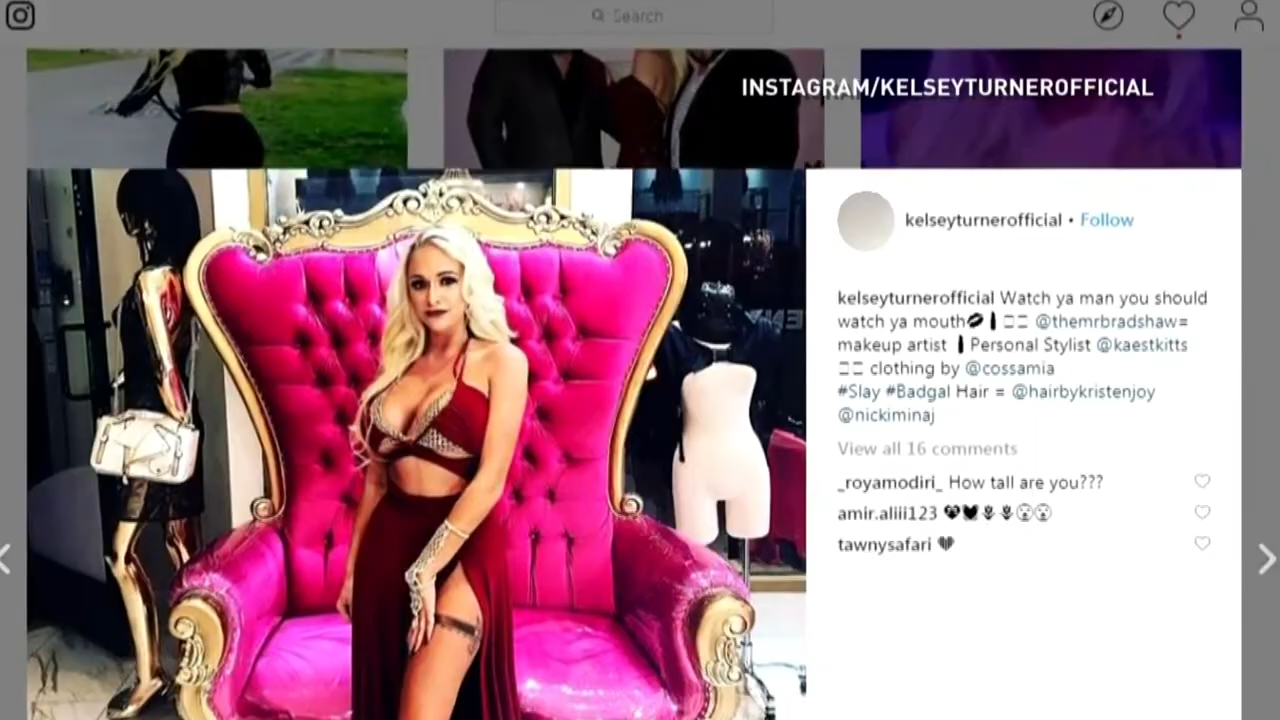 Search
INSTAGRAM/KELSEYTURNEROFFICIAL
kelseyturnerofficial • Follow
kelseyturnerofficial Watch ya man you should
watch ya mouth💋💄▯▯ @themrbradshaw=
makeup artist 💄Personal Stylist @kaestkitts
▯▯ clothing by @cossamia
#Slay #Badgal Hair = @hairbykristenjoy
@nickiminaj
View all 16 comments
_royamodiri_ How tall are you???
amir.aliii123 💖💓🌷🌷😮😮
tawnysafari 💗